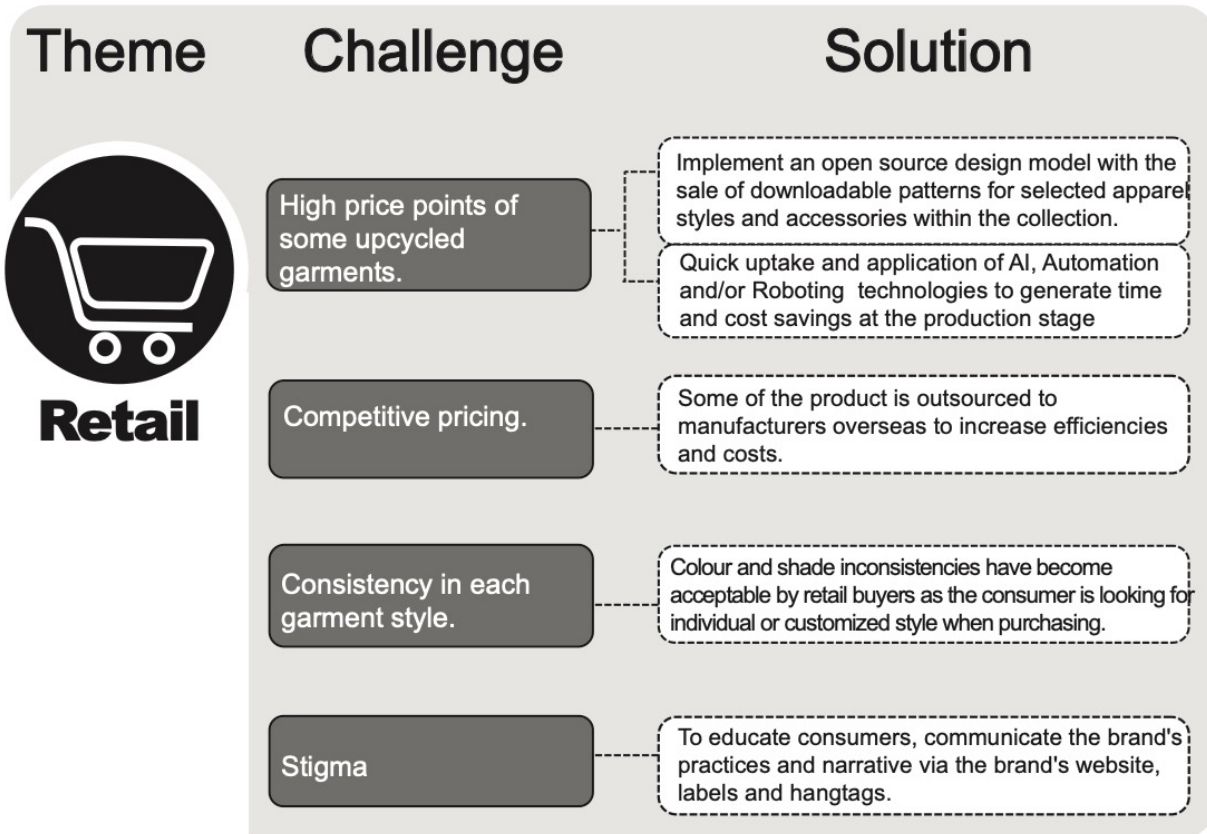 Theme
Challenge
Solution
Retail
High price points of
some upcycled
garments.
Implement an open source design model with the
sale of downloadable patterns for selected apparel
styles and accessories within the collection.
Quick uptake and application of AI, Automation
and/or Roboting technologies to generate time
and cost savings at the production stage
Competitive pricing.
Some of the product is outsourced to
manufacturers overseas to increase efficiencies
and costs.
Consistency in each
garment style.
Colour and shade inconsistencies have become
acceptable by retail buyers as the consumer is looking for
individual or customized style when purchasing.
Stigma
To educate consumers, communicate the brand's
practices and narrative via the brand's website,
labels and hangtags.